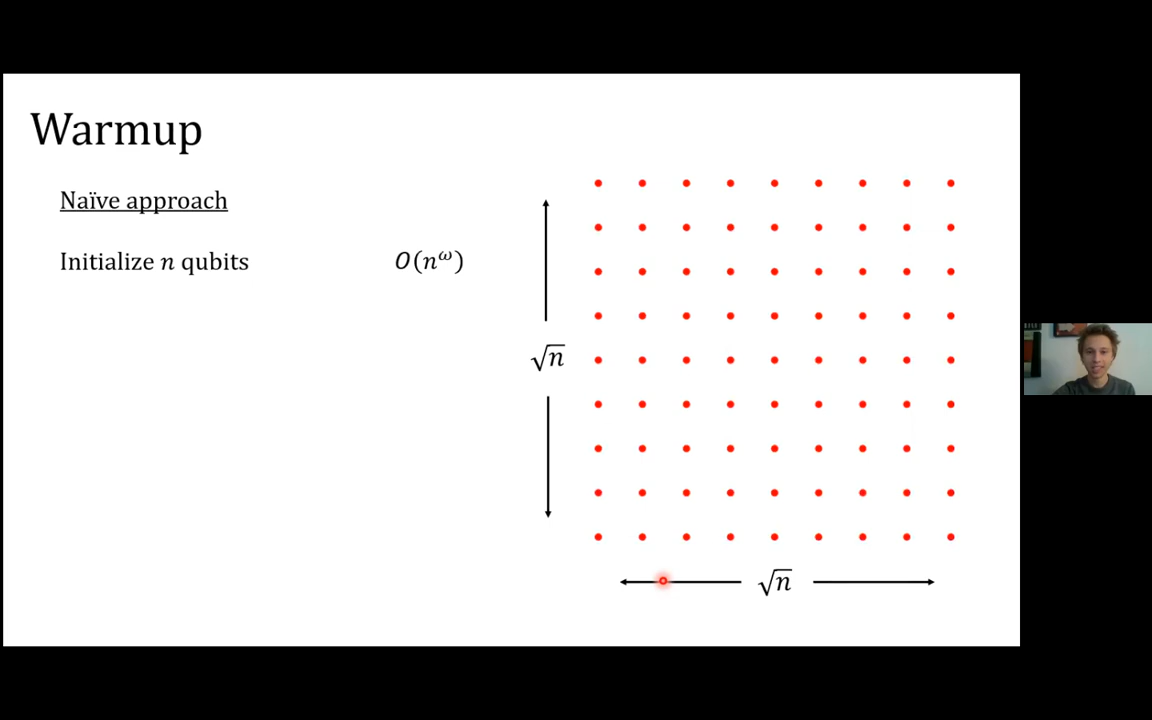 Warmup
Naïve approach
Initialize n qubits
O(n^ω)
√n
√n